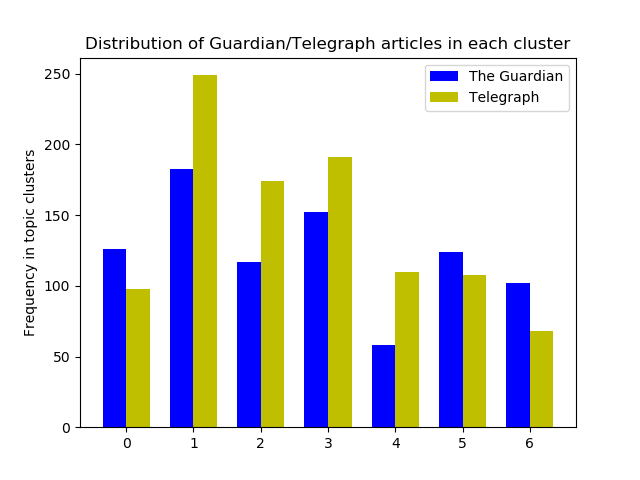 Distribution of Guardian/Telegraph articles in each cluster
The Guardian
Telegraph
Frequency in topic clusters
250
200
150
100
50
0
0 1 2 3 4 5 6